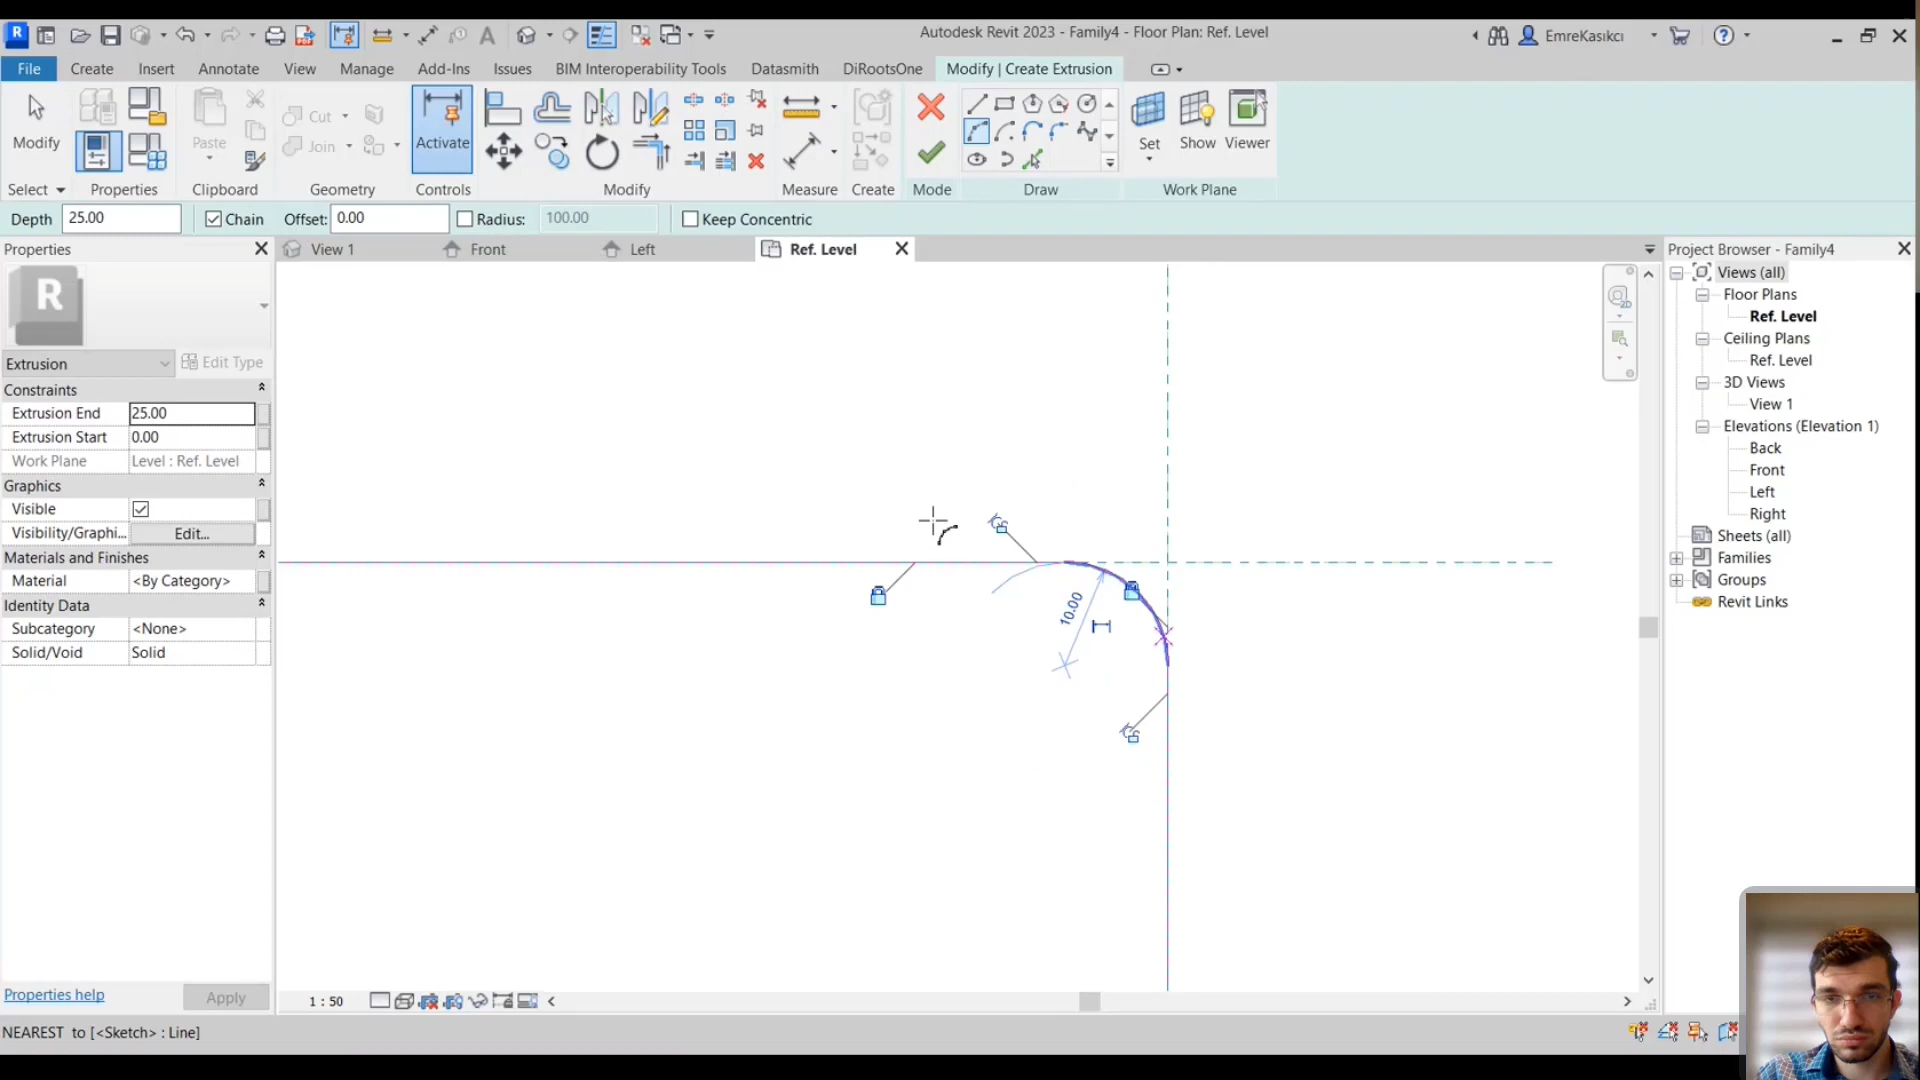 Autodesk Revit 2023 - Family4 - Floor Plan: Ref. Level
EmreKasıkcı
File Create Insert Annotate View Manage Add-Ins Issues BIM Interoperability Tools Datasmith DiRootsOne Modify | Create Extrusion
Modify Paste Cut Join Activate Set Show Viewer
Select Properties Clipboard Geometry Controls Modify Measure Create Mode Draw Work Plane
Depth 25.00 Chain Offset: 0.00 Radius: 100.00 Keep Concentric
Properties View 1 Front Left Ref. Level Project Browser - Family4
R
Extrusion Edit Type
Constraints
Extrusion End 25.00
Extrusion Start 0.00
Work Plane Level : Ref. Level
Graphics
Visible
Visibility/Graphi... Edit...
Materials and Finishes
Material <By Category>
Identity Data
Subcategory <None>
Solid/Void Solid
Properties help Apply
10.00
Views (all)
Floor Plans
Ref. Level
Ceiling Plans
Ref. Level
3D Views
View 1
Elevations (Elevation 1)
Back
Front
Left
Right
Sheets (all)
Families
Groups
Revit Links
1 : 50
NEAREST to [<Sketch> : Line]